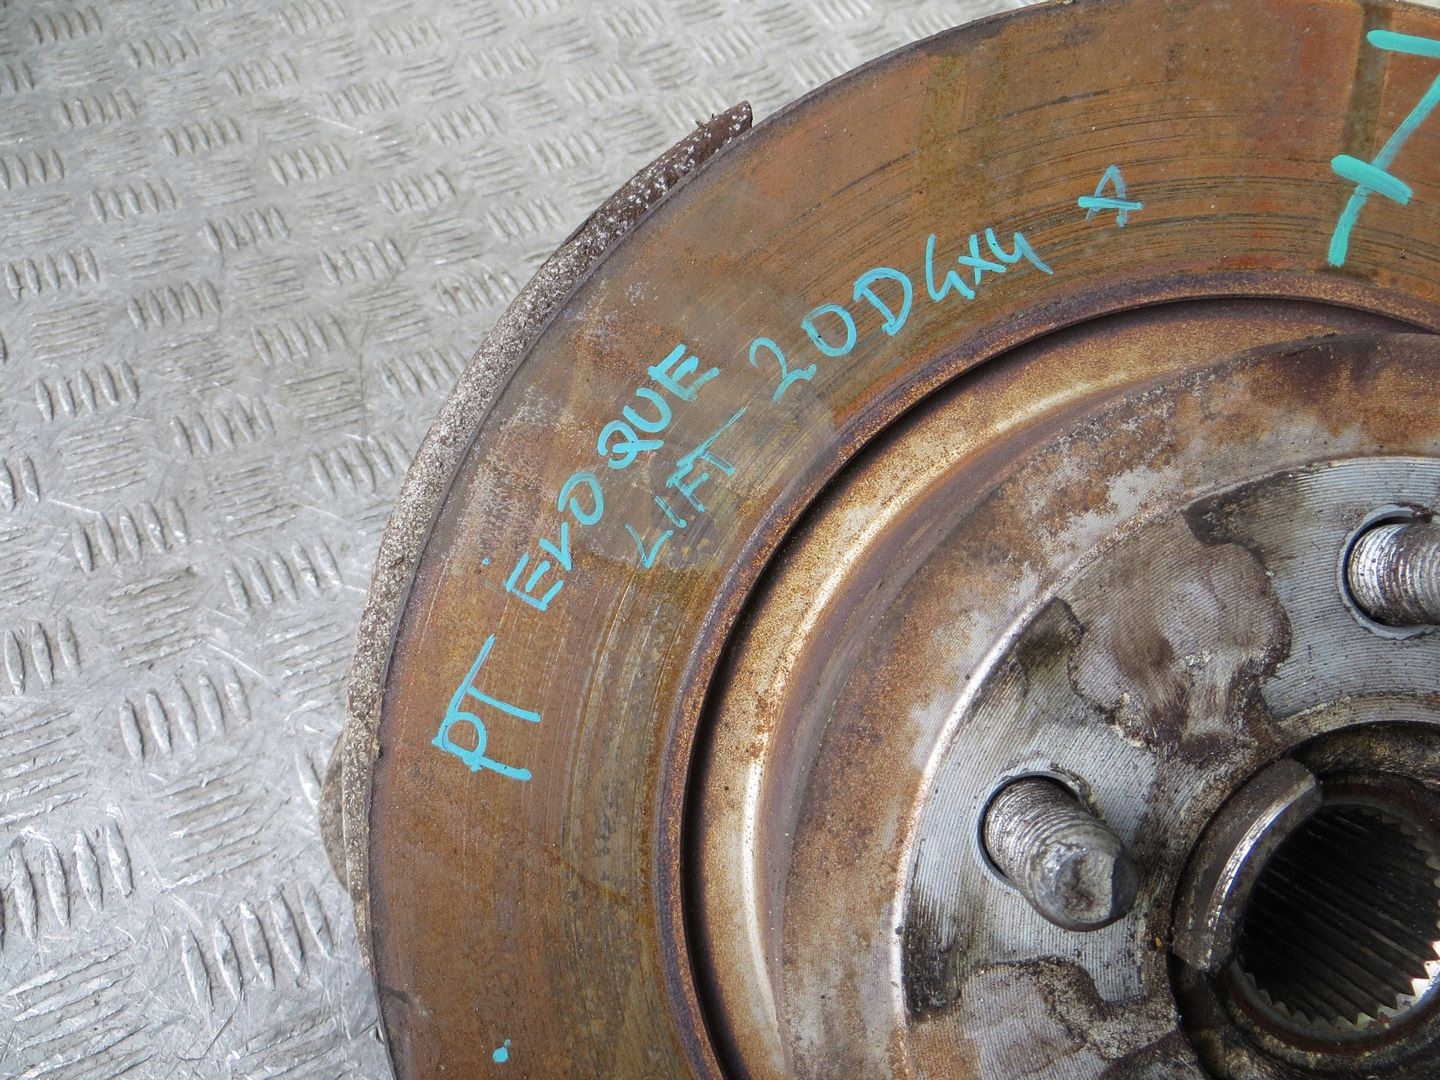 PT EVOQUE 2.0D 4x4 A
LIFT